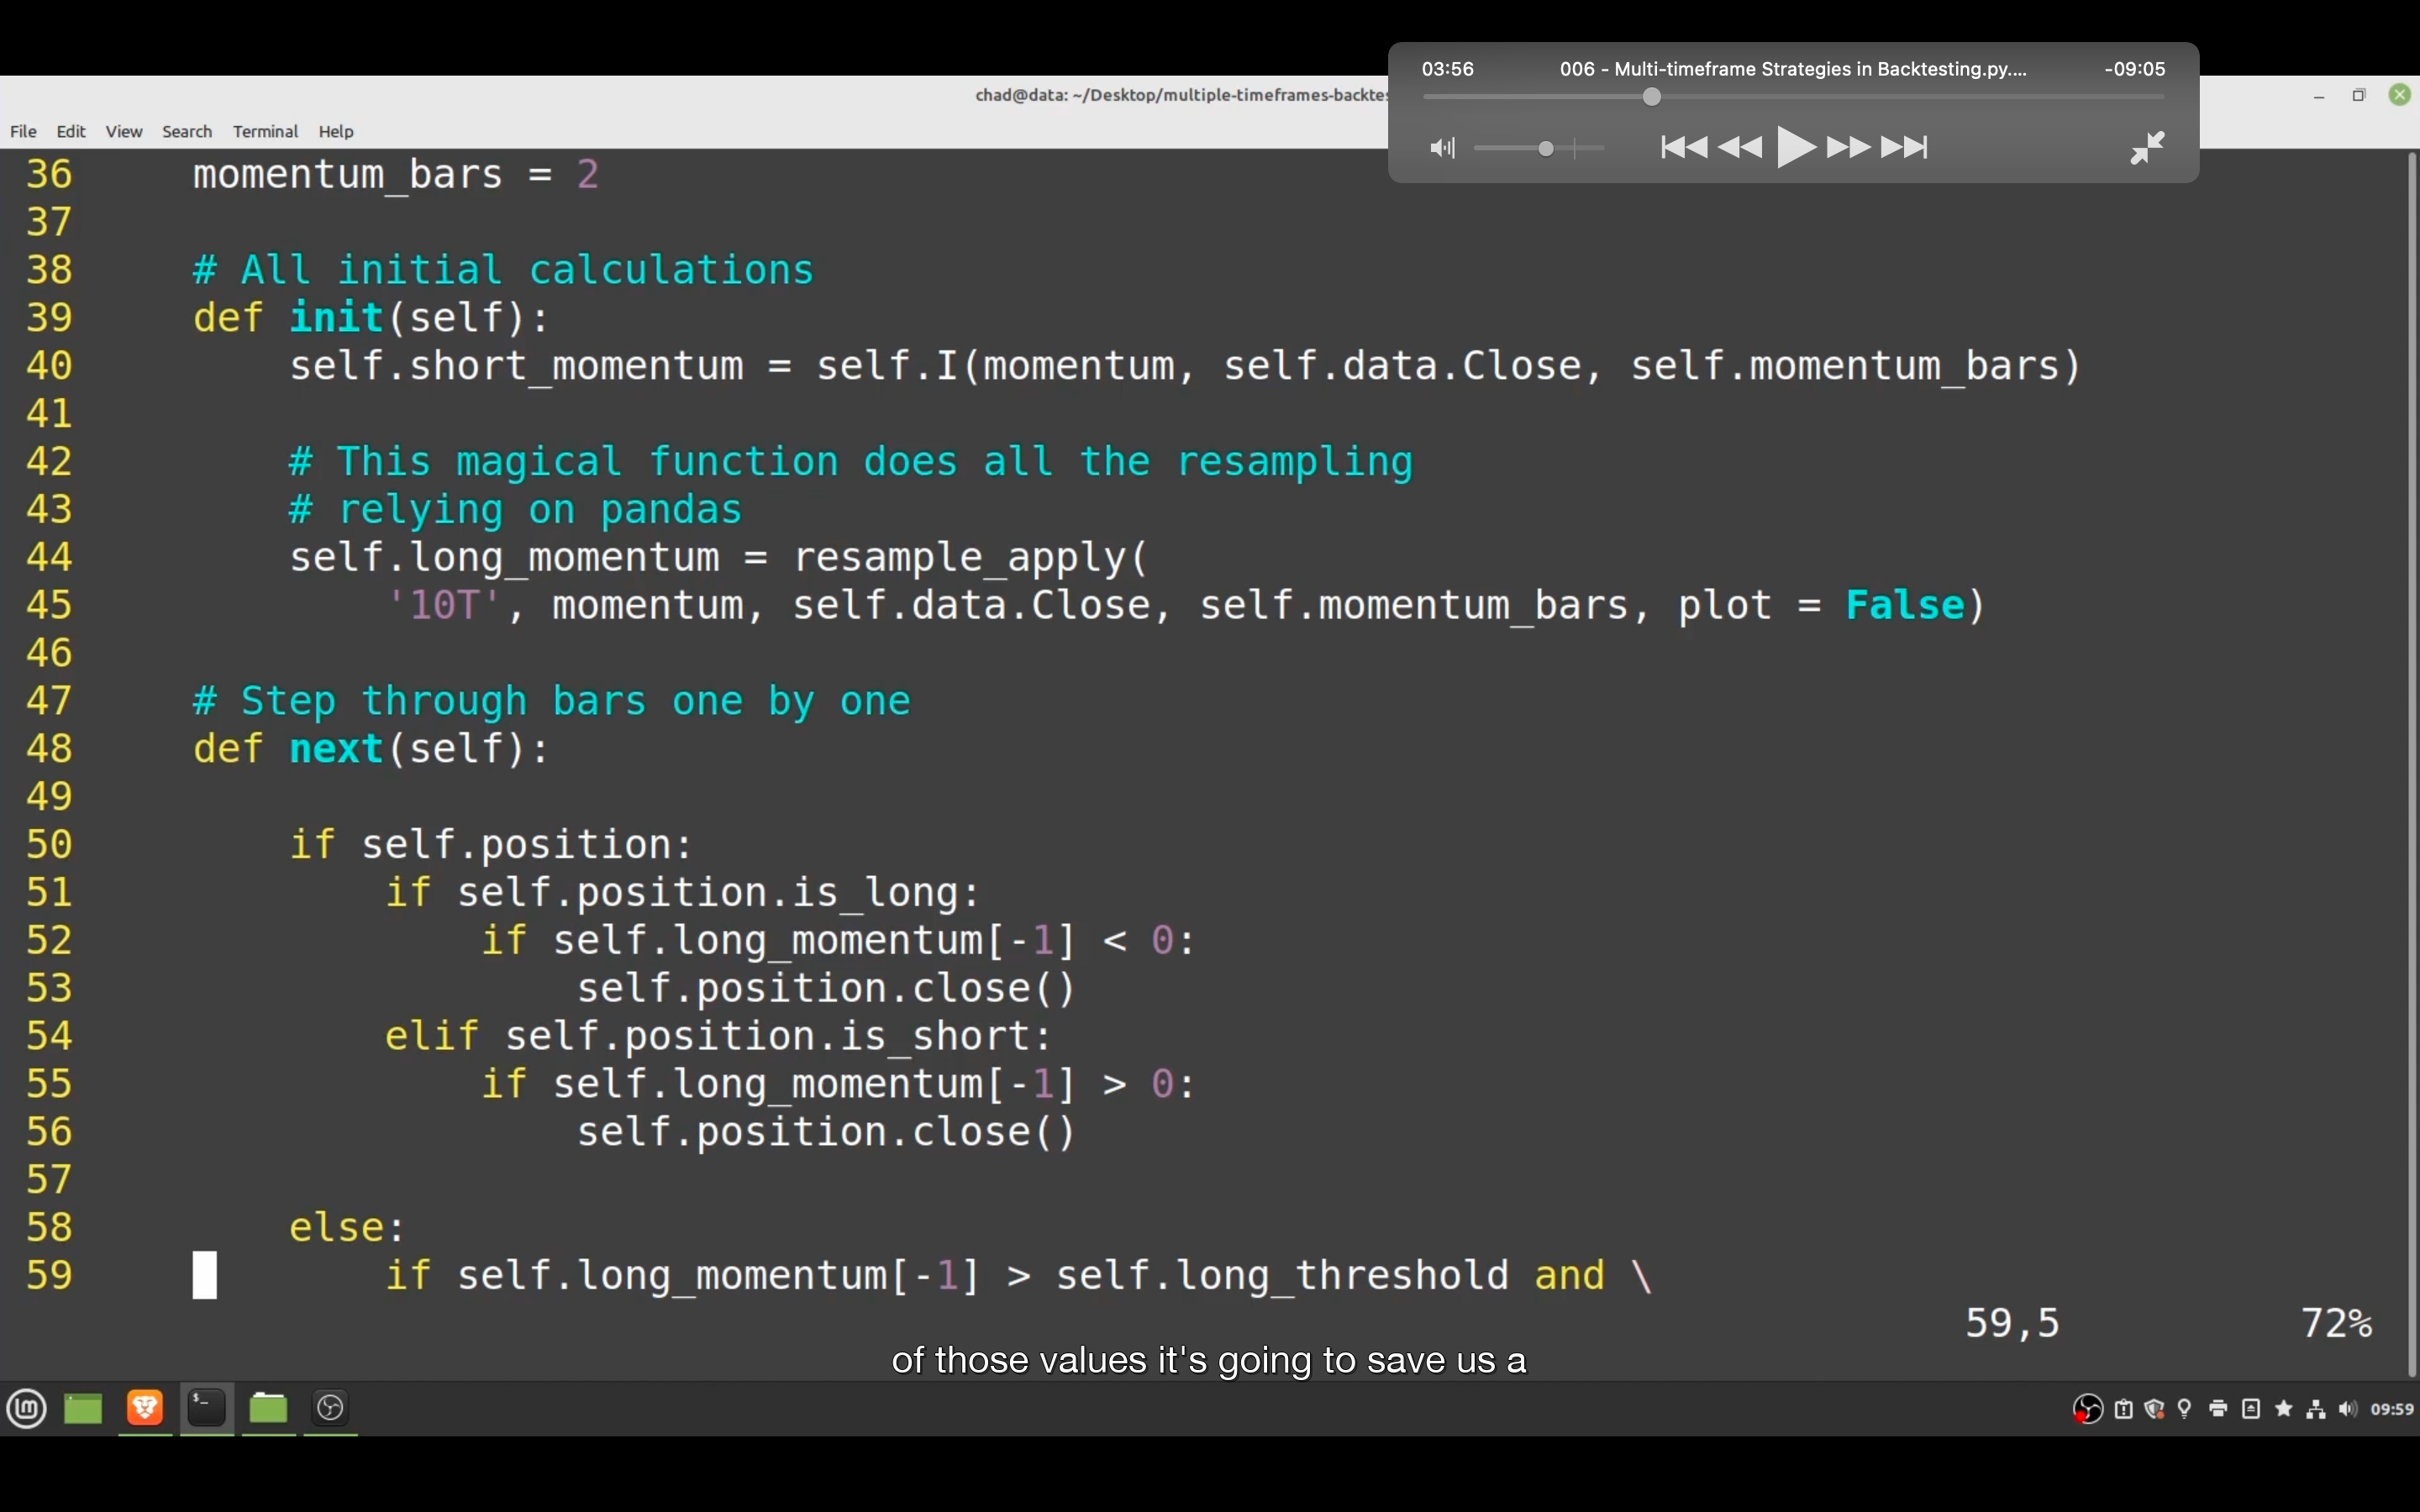 03:56 006 - Multi-timeframe Strategies in Backtesting.py.... -09:05
chad@data: ~/Desktop/multiple-timeframes-backtes
File Edit View Search Terminal Help
36 momentum_bars = 2
37
38 # All initial calculations
39 def init(self):
40 self.short_momentum = self.I(momentum, self.data.Close, self.momentum_bars)
41
42 # This magical function does all the resampling
43 # relying on pandas
44 self.long_momentum = resample_apply(
45 '10T', momentum, self.data.Close, self.momentum_bars, plot = False)
46
47 # Step through bars one by one
48 def next(self):
49
50 if self.position:
51 if self.position.is_long:
52 if self.long_momentum[-1] < 0:
53 self.position.close()
54 elif self.position.is_short:
55 if self.long_momentum[-1] > 0:
56 self.position.close()
57
58 else:
59 if self.long_momentum[-1] > self.long_threshold and \
59,5 72%
of those values it's going to save us a
09:59